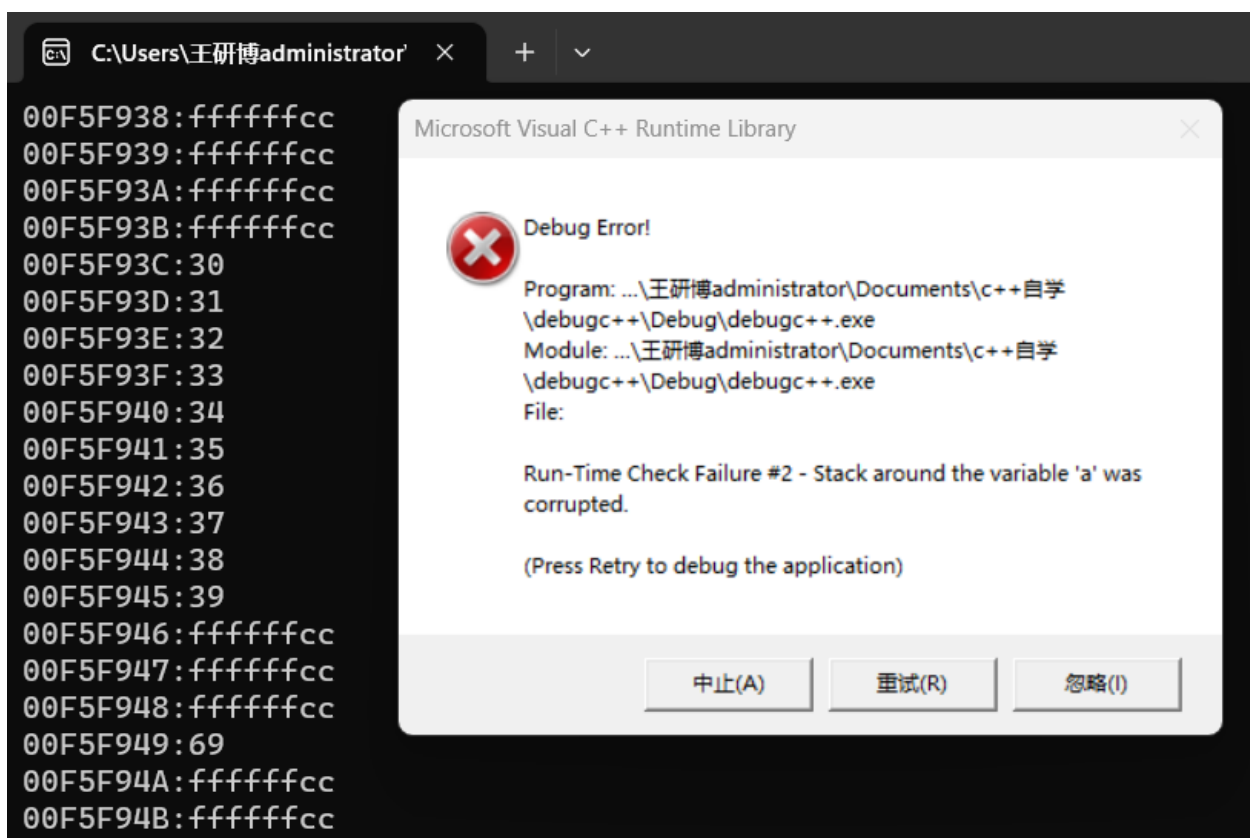 C:\Users\王研博administrator'
00F5F938:ffffffcc
00F5F939:ffffffcc
00F5F93A:ffffffcc
00F5F93B:ffffffcc
00F5F93C:30
00F5F93D:31
00F5F93E:32
00F5F93F:33
00F5F940:34
00F5F941:35
00F5F942:36
00F5F943:37
00F5F944:38
00F5F945:39
00F5F946:ffffffcc
00F5F947:ffffffcc
00F5F948:ffffffcc
00F5F949:69
00F5F94A:ffffffcc
00F5F94B:ffffffcc
Microsoft Visual C++ Runtime Library
Debug Error!
Program: ...\王研博administrator\Documents\c++自学
\debugc++\Debug\debugc++.exe
Module: ...\王研博administrator\Documents\c++自学
\debugc++\Debug\debugc++.exe
File:
Run-Time Check Failure #2 - Stack around the variable 'a' was
corrupted.
(Press Retry to debug the application)
中止(A)
重试(R)
忽略(I)